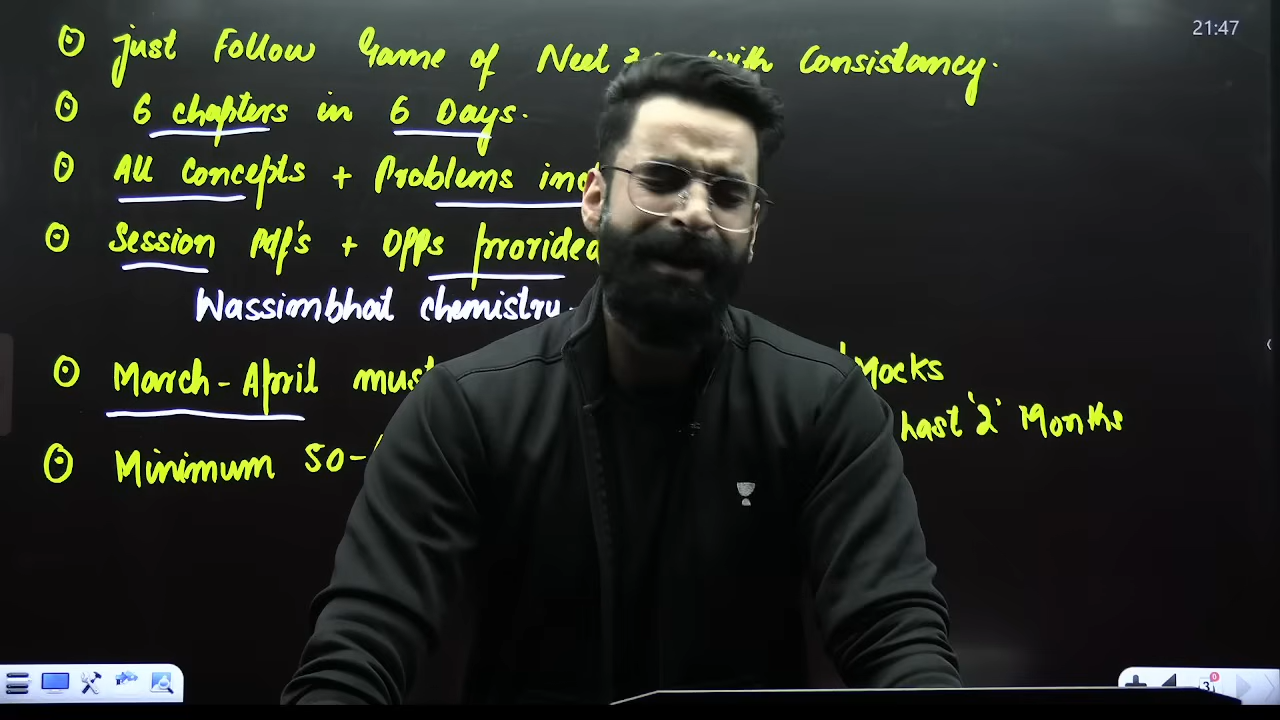 21:47
just Follow Game of Neet with Consistancy.
6 chapters in 6 Days.
All Concepts + Problems
Session Pdf's + DPPs provided
Wassimbhat chemistry.
March - April must Mocks
Last '2' Months
Minimum 50-